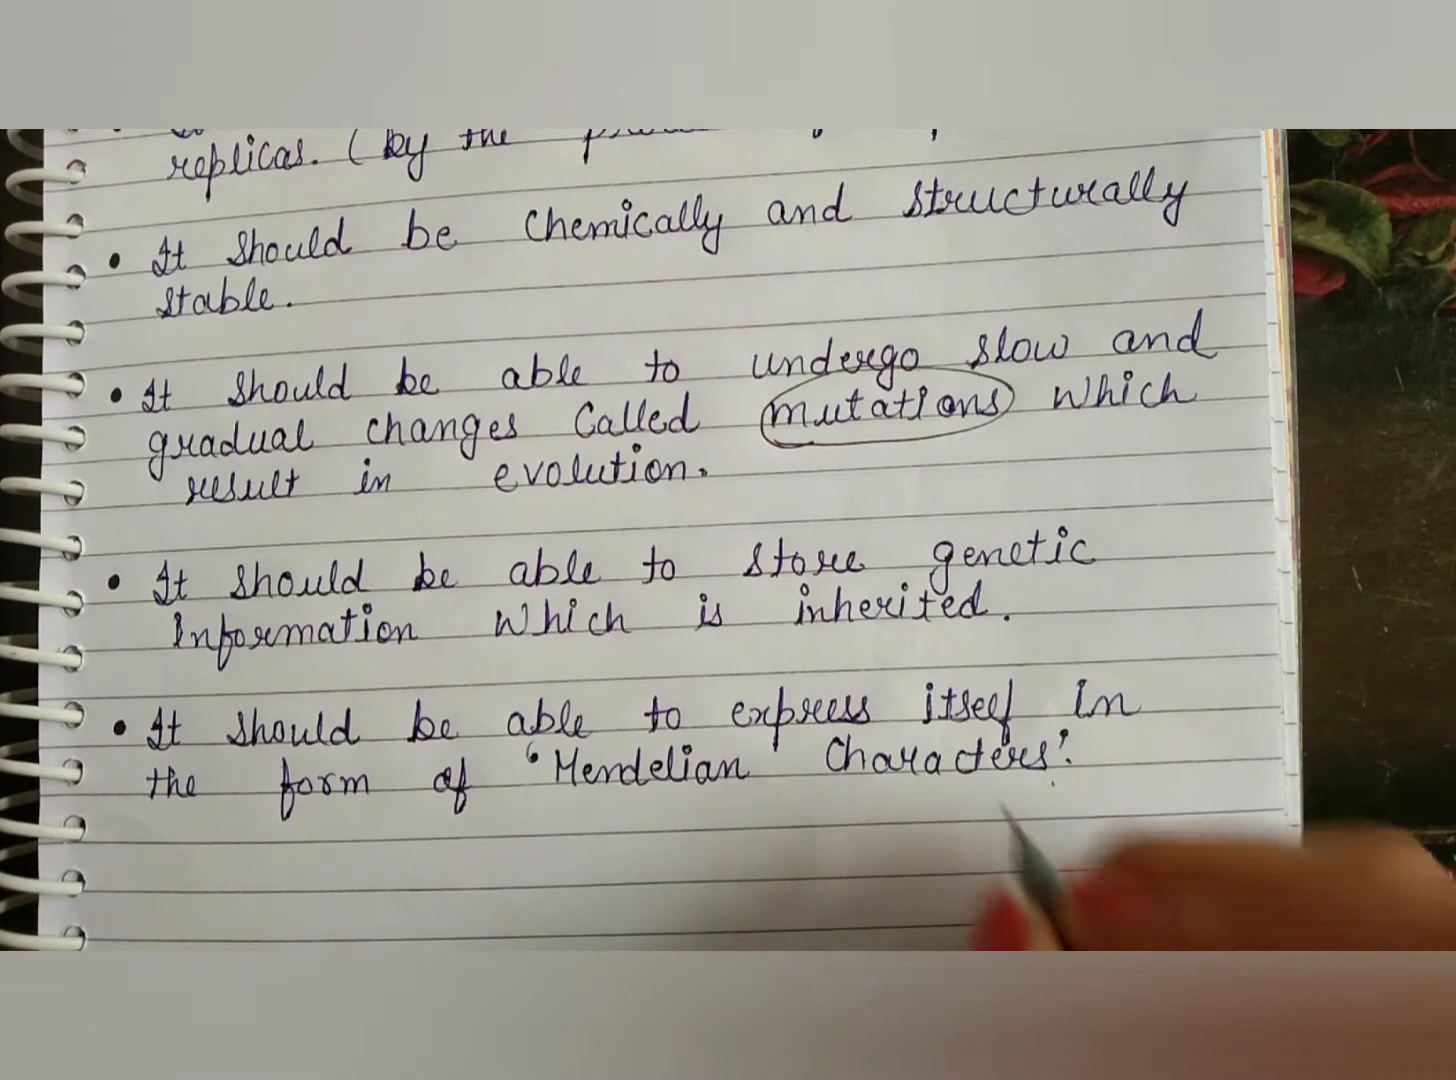 replicas. (by the
• It should be chemically and structurally
stable.
• It should be able to undergo slow and
gradual changes called mutations which
result in evolution.
• It should be able to store genetic
Information which is inherited.
• It should be able to express itself in
the form of 'Mendelian Characters'.